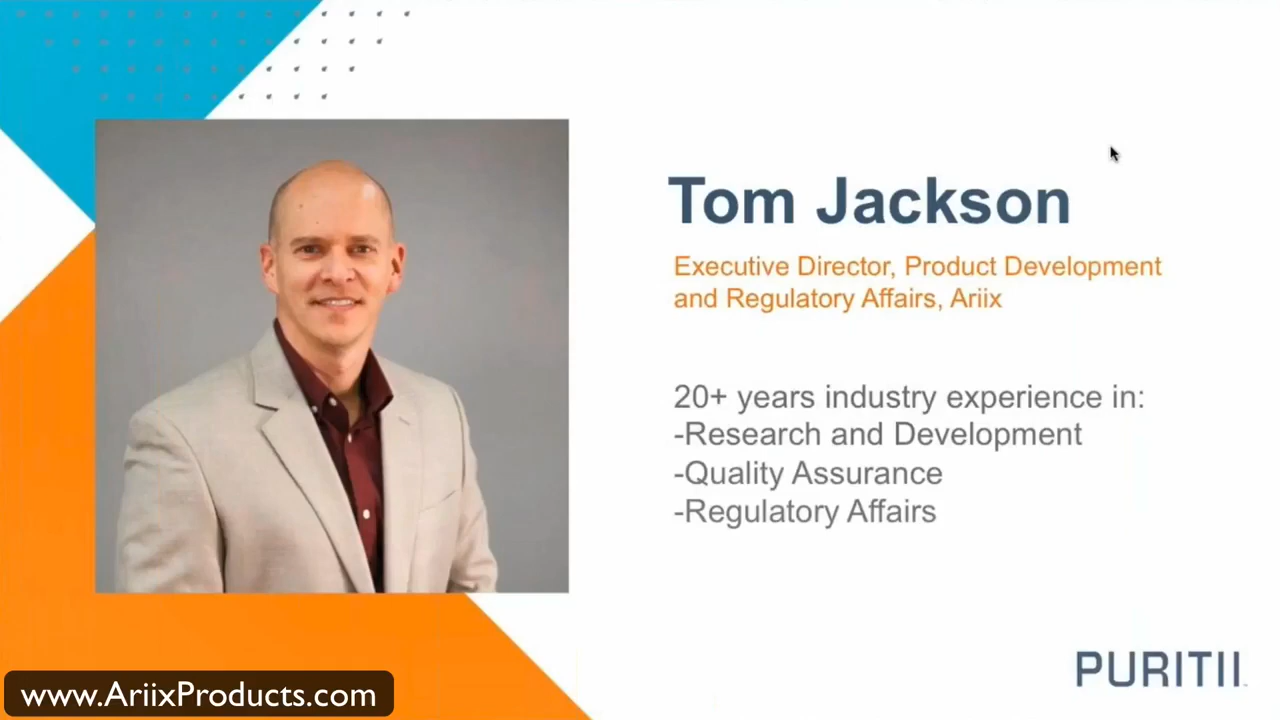 Tom Jackson
Executive Director, Product Development
and Regulatory Affairs, Ariix
20+ years industry experience in:
-Research and Development
-Quality Assurance
-Regulatory Affairs
PURITII
www.AriixProducts.com